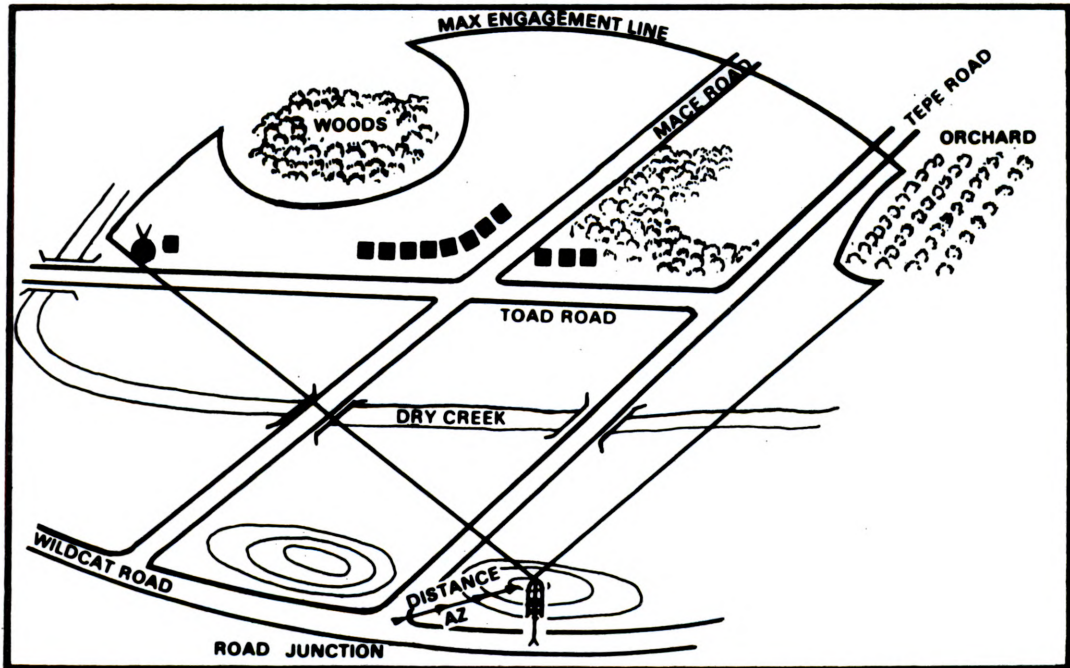 MAX ENGAGEMENT LINE
WOODS
MACE ROAD
TEPE ROAD
ORCHARD
TOAD ROAD
DRY CREEK
WILDCAT ROAD
DISTANCE
AZ
ROAD JUNCTION